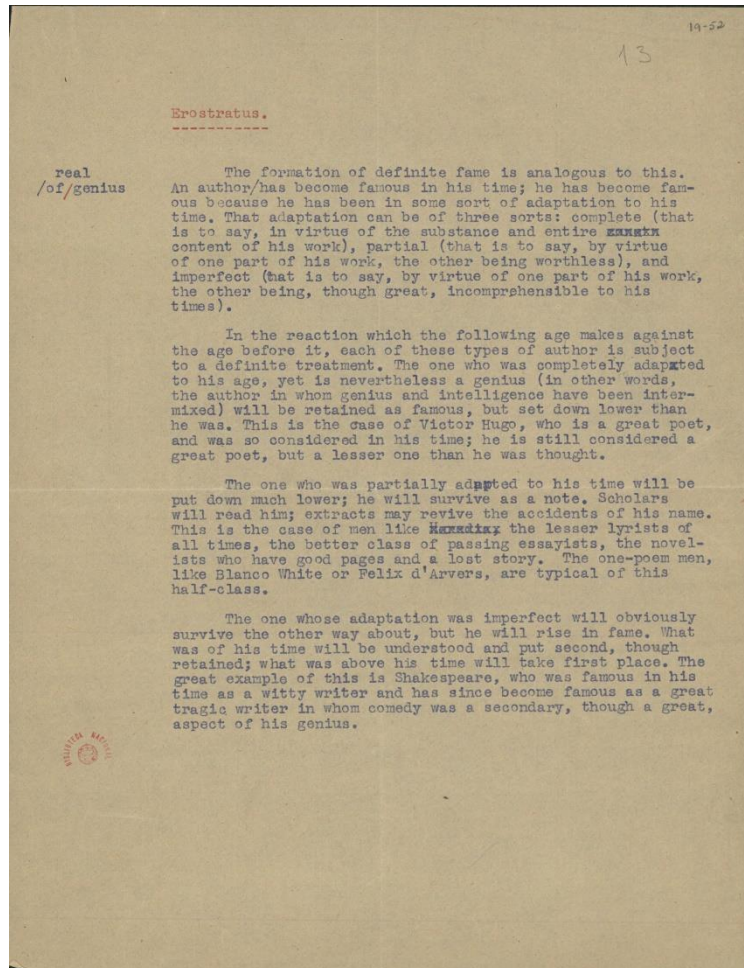 19-52
13
Erostratus.
real
/of/genius
The formation of definite fame is analogous to this.
An author/has become famous in his time; he has become fam-
ous because he has been in some sort of adaptation to his
time. That adaptation can be of three sorts: complete (that
is to say, in virtue of the substance and entire
content of his work), partial (that is to say, by virtue
of one part of his work, the other being worthless), and
imperfect (that is to say, by virtue of one part of his work,
the other being, though great, incomprehensible to his
times).
In the reaction which the following age makes against
the age before it, each of these types of author is subject
to a definite treatment. The one who was completely adapxted
to his age, yet is nevertheless a genius (in other words,
the author in whom genius and intelligence have been inter-
mixed) will be retained as famous, but set down lower than
he was. This is the case of Victor Hugo, who is a great poet,
and was so considered in his time; he is still considered a
great poet, but a lesser one than he was thought.
The one who was partially adapted to his time will be
put down much lower; he will survive as a note. Scholars
will read him; extracts may revive the accidents of his name.
This is the case of men like the lesser lyrists of
all times, the better class of passing essayists, the novel-
ists who have good pages and a lost story. The one-poem men,
like Blanco White or Felix d'Arvers, are typical of this
half-class.
The one whose adaptation was imperfect will obviously
survive the other way about, but he will rise in fame. What
was of his time will be understood and put second, though
retained; what was above his time will take first place. The
great example of this is Shakespeare, who was famous in his
time as a witty writer and has since become famous as a great
tragic writer in whom comedy was a secondary, though a great,
aspect of his genius.
BIBLIOTECA NACIONAL